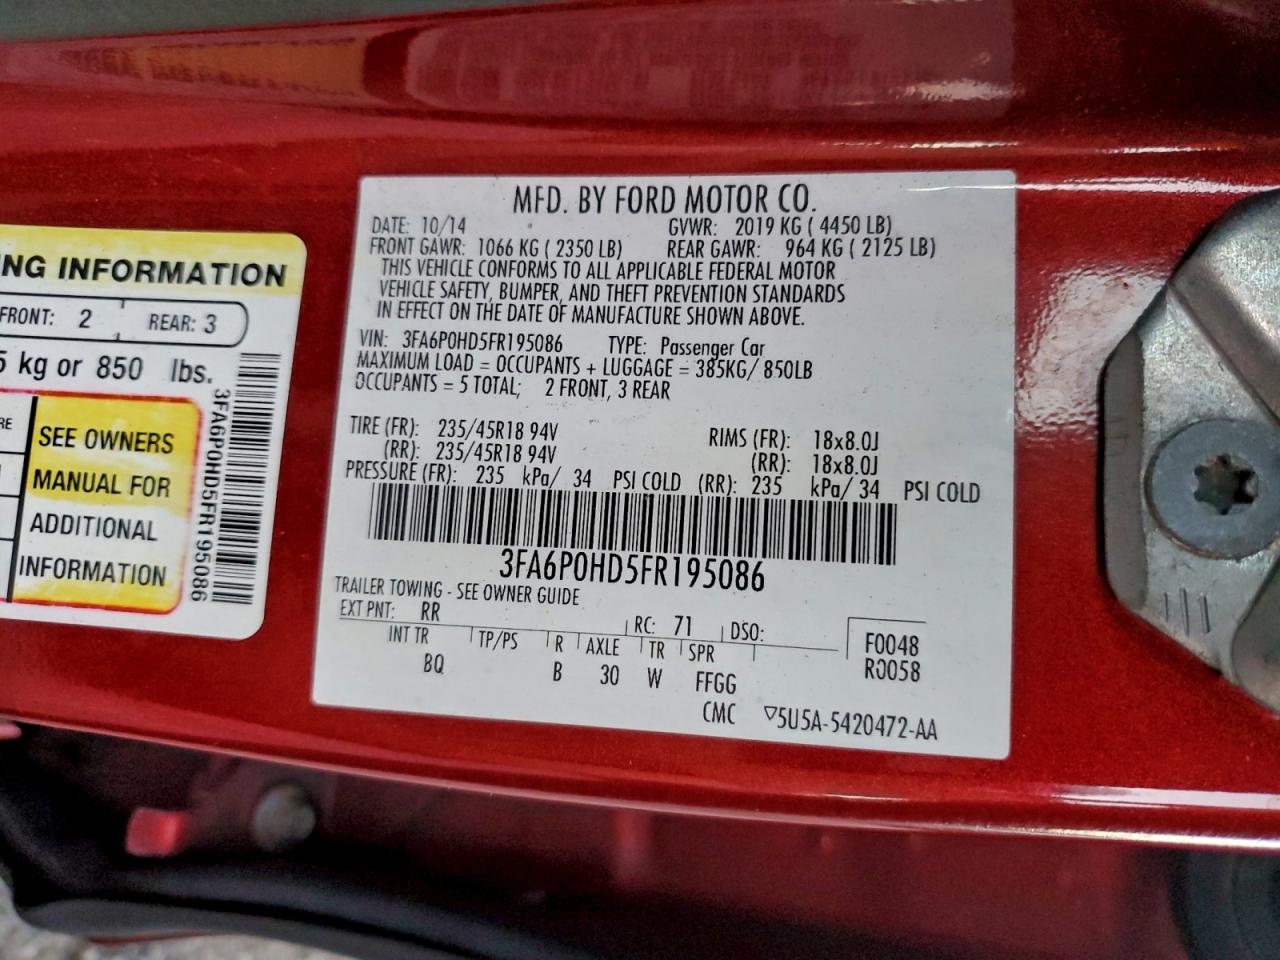 NG INFORMATION
FRONT: 2 REAR: 3
5 kg or 850 lbs.
RE
SEE OWNERS
MANUAL FOR
ADDITIONAL
INFORMATION
3FA6P0HD5FR195086
MFD. BY FORD MOTOR CO.
DATE: 10/14 GVWR: 2019 KG ( 4450 LB)
FRONT GAWR: 1066 KG ( 2350 LB) REAR GAWR: 964 KG ( 2125 LB)
THIS VEHICLE CONFORMS TO ALL APPLICABLE FEDERAL MOTOR
VEHICLE SAFETY, BUMPER, AND THEFT PREVENTION STANDARDS
IN EFFECT ON THE DATE OF MANUFACTURE SHOWN ABOVE.
VIN: 3FA6P0HD5FR195086 TYPE: Passenger Car
MAXIMUM LOAD = OCCUPANTS + LUGGAGE = 385KG/ 850LB
OCCUPANTS = 5 TOTAL; 2 FRONT, 3 REAR
TIRE (FR): 235/45R18 94V RIMS (FR): 18x8.0J
(RR): 235/45R18 94V (RR): 18x8.0J
PRESSURE (FR): 235 kPa/ 34 PSI COLD (RR): 235 kPa/ 34 PSI COLD
3FA6P0HD5FR195086
TRAILER TOWING - SEE OWNER GUIDE
EXT PNT: RR RC: 71 DSO: F0048
INT TR TP/PS R AXLE TR SPR R0058
BQ B 30 W FFGG
CMC ▽5U5A-5420472-AA